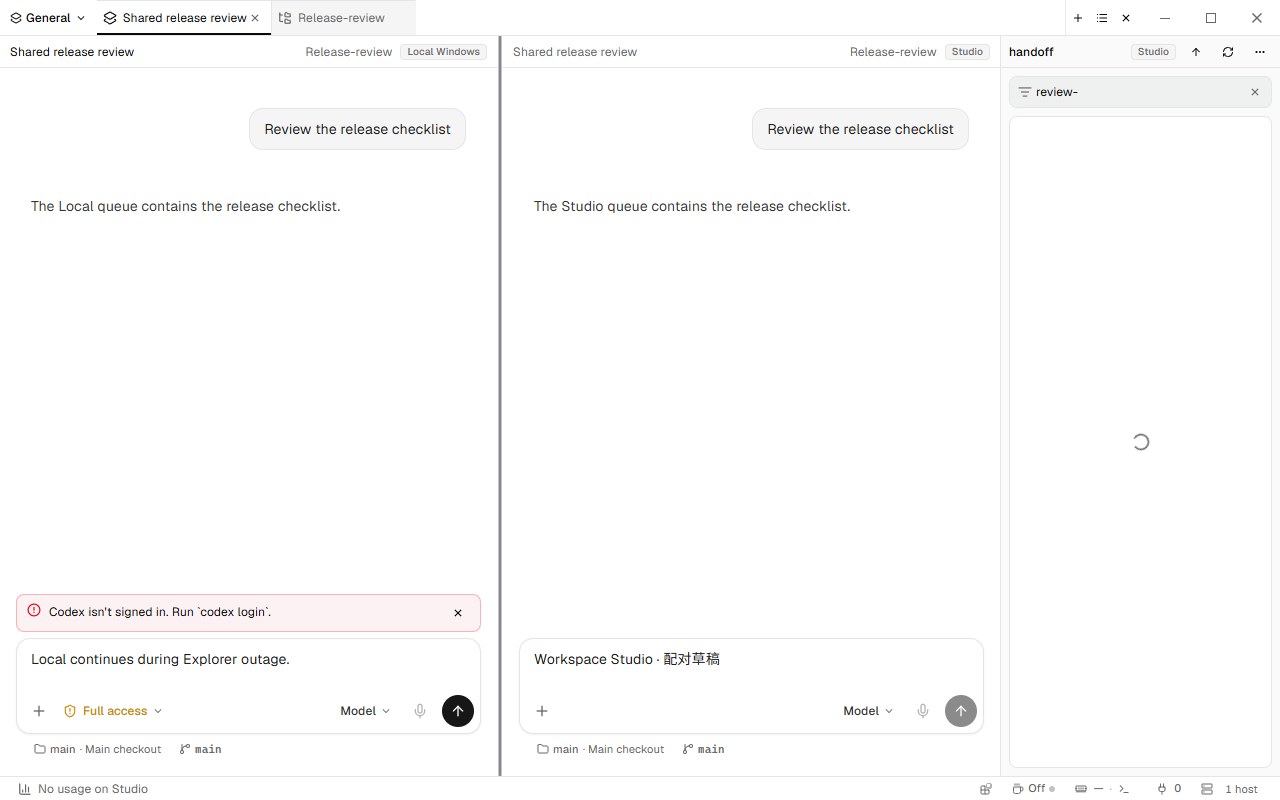 General
Shared release review
Release-review
Shared release review
Release-review
Local Windows
Review the release checklist
The Local queue contains the release checklist.
Codex isn't signed in. Run `codex login`.
Local continues during Explorer outage.
Full access
Model
main · Main checkout
main
Shared release review
Release-review
Studio
Review the release checklist
The Studio queue contains the release checklist.
Workspace Studio · 配对草稿
Model
main · Main checkout
main
handoff
Studio
review-
No usage on Studio
Off
— ·
0
1 host